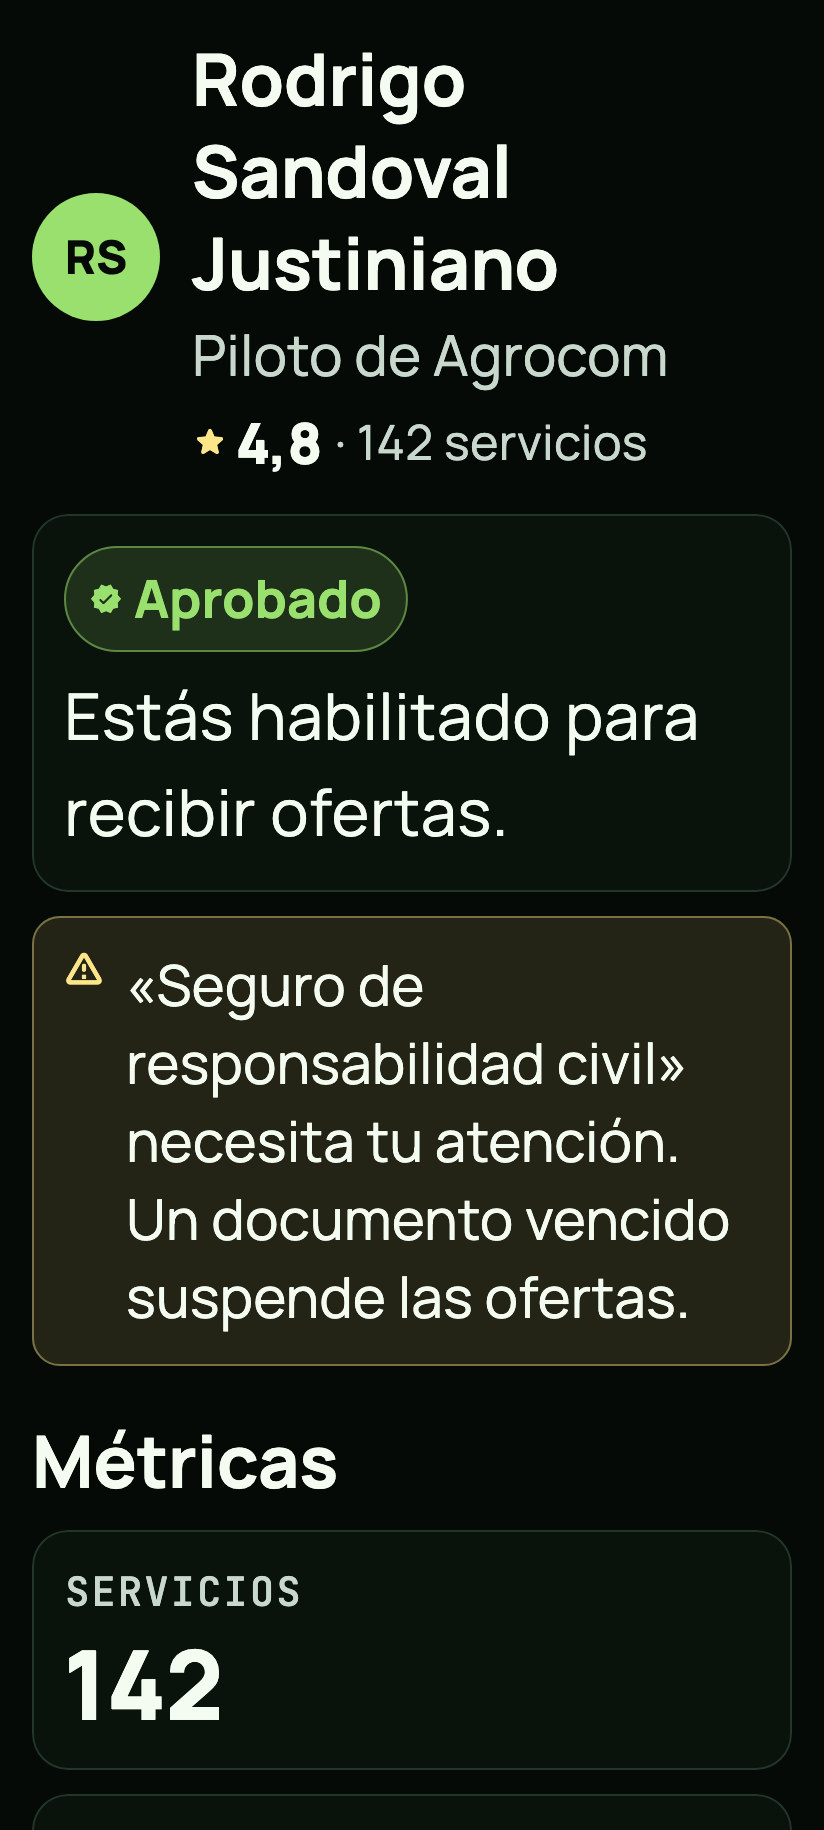 Rodrigo
Sandoval
Justiniano
RS
Piloto de Agrocom
4,8 · 142 servicios
Aprobado
Estás habilitado para
recibir ofertas.
«Seguro de
responsabilidad civil»
necesita tu atención.
Un documento vencido
suspende las ofertas.
Métricas
SERVICIOS
142